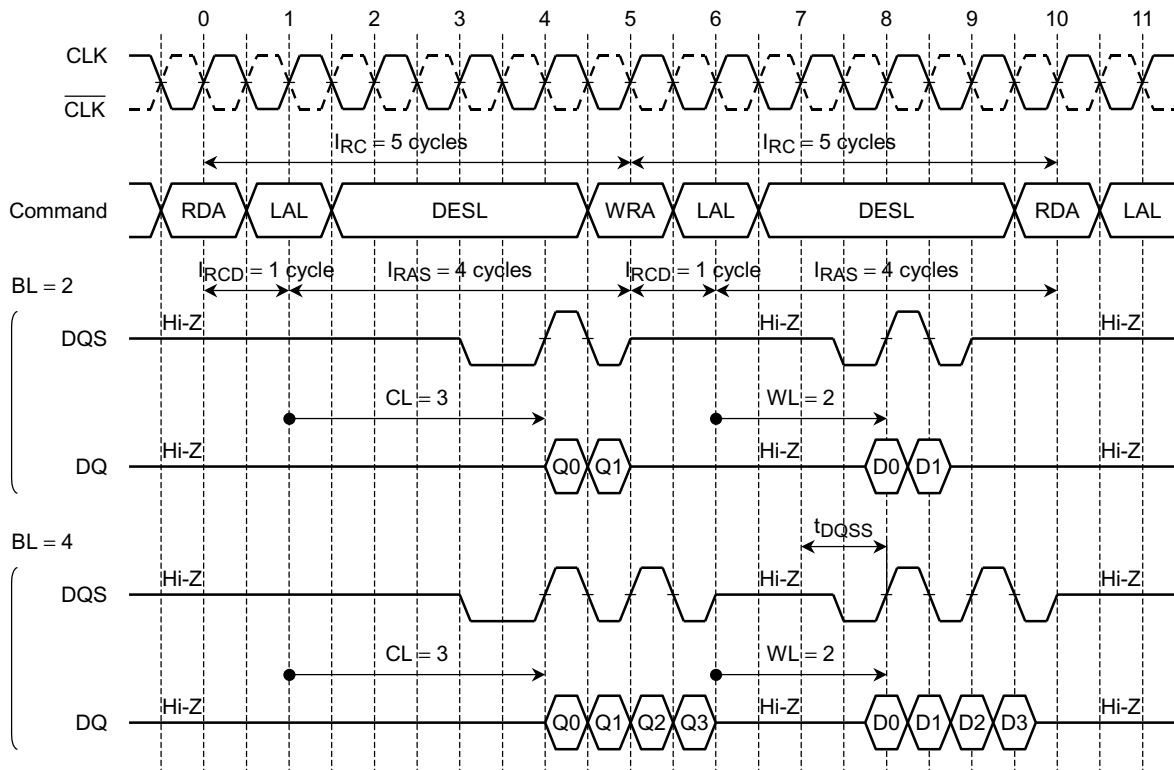 0 1 2 3 4 5 6 7 8 9 10 11
CLK
CLK
IRC = 5 cycles IRC = 5 cycles
Command RDA LAL DESL WRA LAL DESL RDA LAL
IRCD = 1 cycle IRAS = 4 cycles IRCD = 1 cycle IRAS = 4 cycles
BL = 2
Hi-Z Hi-Z Hi-Z
DQS
CL = 3 WL = 2
Hi-Z Hi-Z Hi-Z
DQ Q0 Q1 D0 D1
tDQSS
BL = 4
Hi-Z Hi-Z Hi-Z
DQS
CL = 3 WL = 2
Hi-Z Hi-Z Hi-Z
DQ Q0 Q1 Q2 Q3 D0 D1 D2 D3